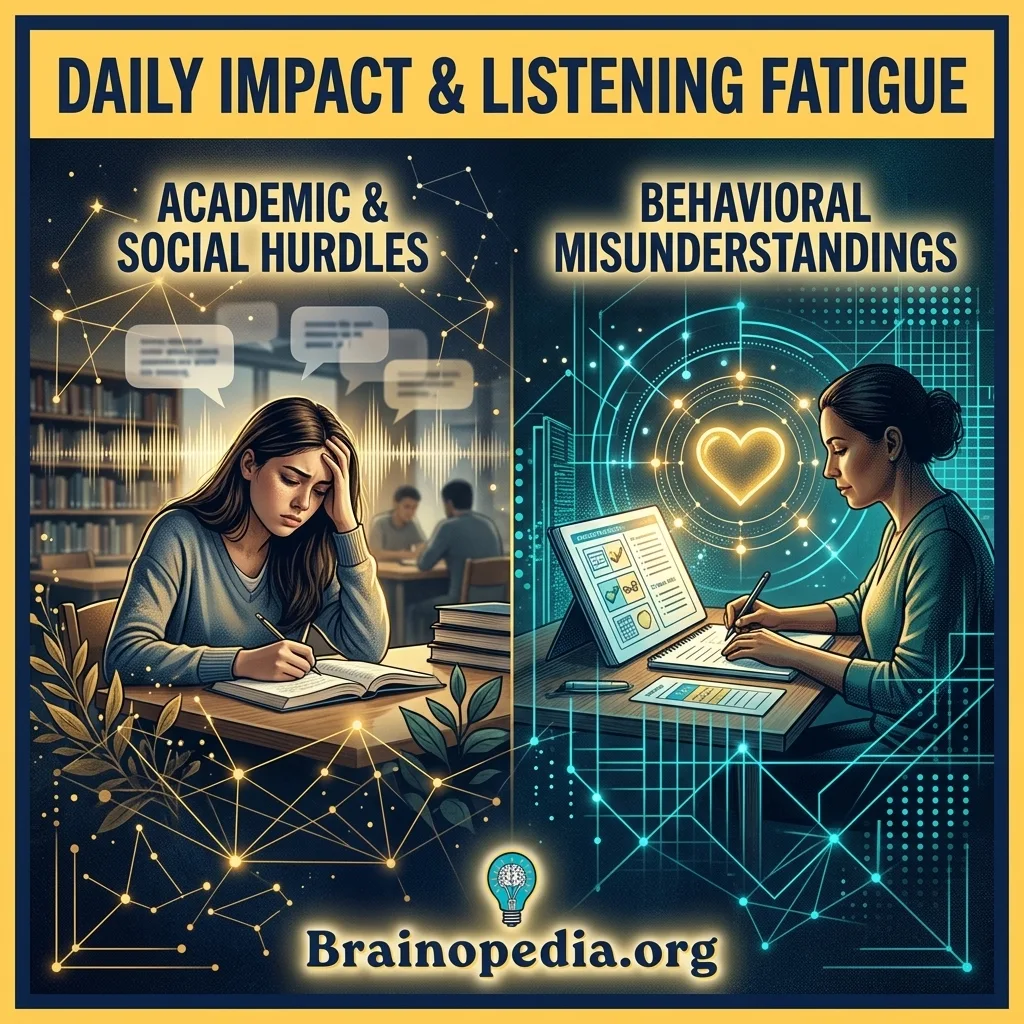 DAILY IMPACT & LISTENING FATIGUE
ACADEMIC &
SOCIAL HURDLES
BEHAVIORAL
MISUNDERSTANDINGS
Brainopedia.org